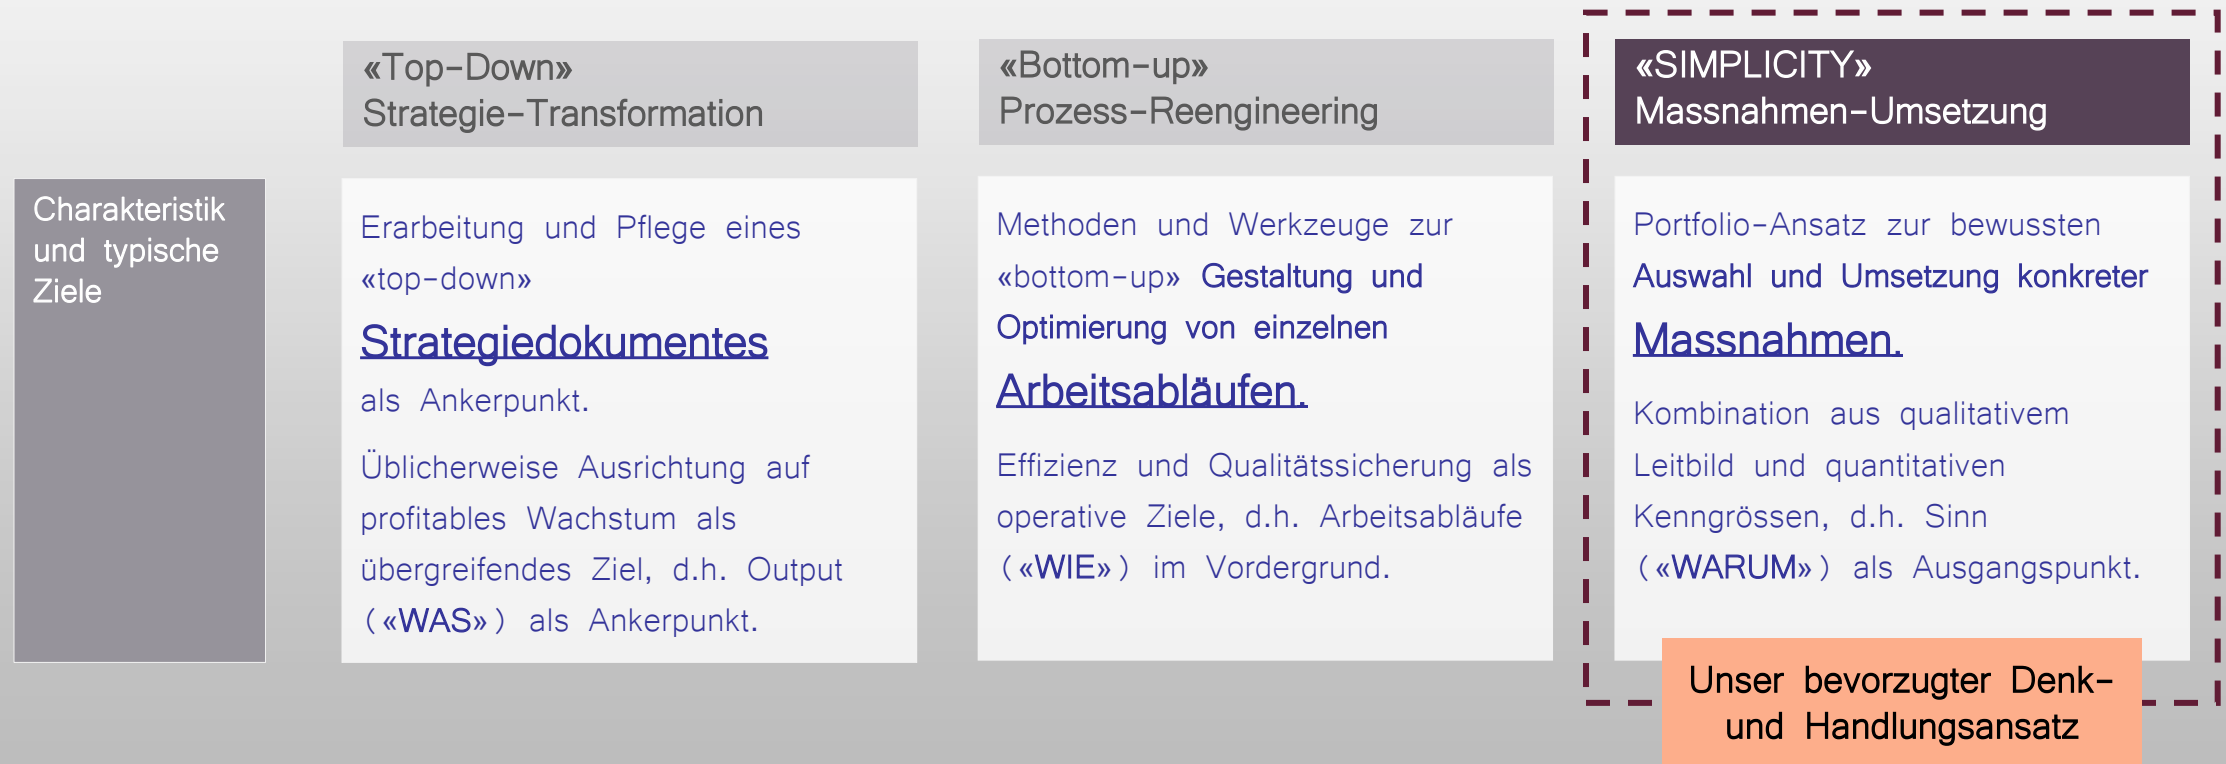 «Top-Down»
Strategie-Transformation
«Bottom-up»
Prozess-Reengineering
«SIMPLICITY»
Massnahmen-Umsetzung
Charakteristik
und typische
Ziele
Erarbeitung und Pflege eines
«top-down»
Strategiedokumentes
als Ankerpunkt.
Üblicherweise Ausrichtung auf
profitables Wachstum als
übergreifendes Ziel, d.h. Output
(«WAS») als Ankerpunkt.
Methoden und Werkzeuge zur
«bottom-up» Gestaltung und
Optimierung von einzelnen
Arbeitsabläufen.
Effizienz und Qualitätssicherung als
operative Ziele, d.h. Arbeitsabläufe
(«WIE») im Vordergrund.
Portfolio-Ansatz zur bewussten
Auswahl und Umsetzung konkreter
Massnahmen.
Kombination aus qualitativem
Leitbild und quantitativen
Kenngrössen, d.h. Sinn
(«WARUM») als Ausgangspunkt.
Unser bevorzugter Denk-
und Handlungsansatz